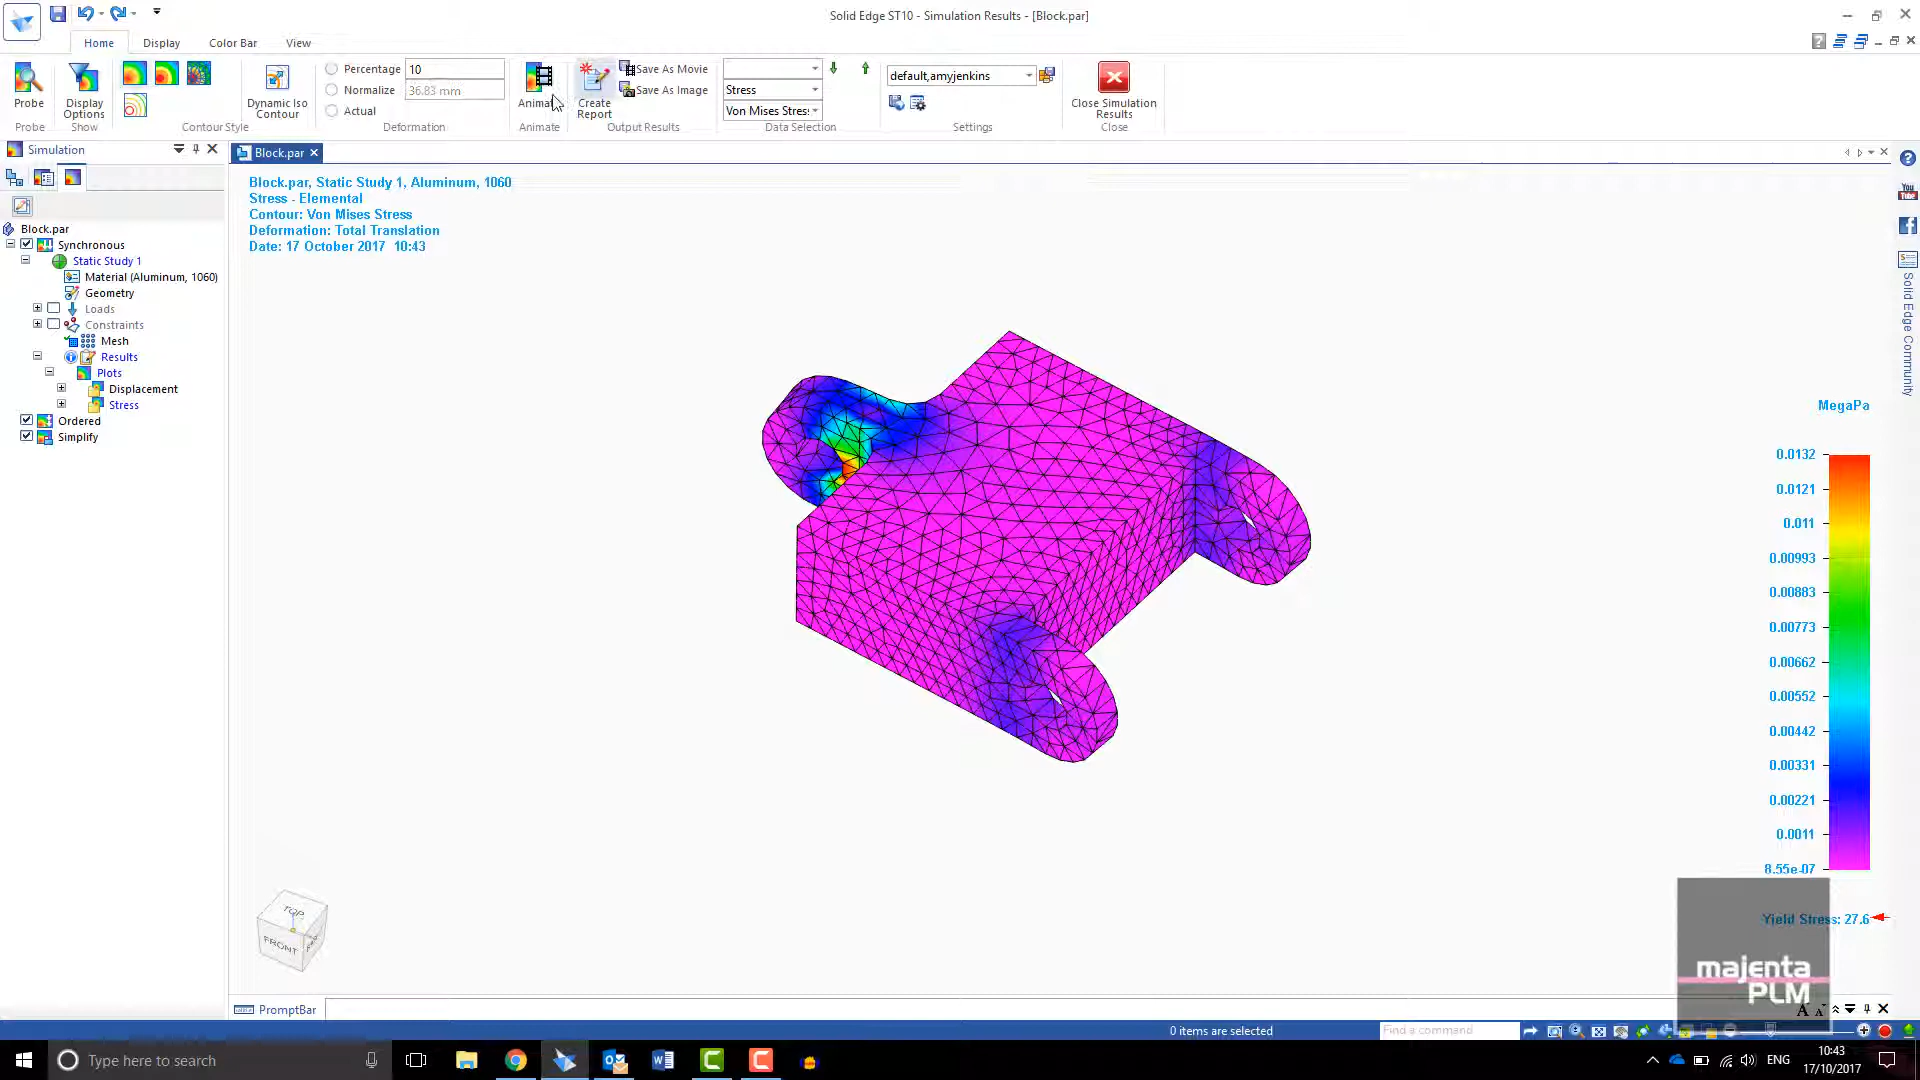 Solid Edge ST10 - Simulation Results - [Block.par]
Home Display Color Bar View
Probe
Display Options
Show
Contour Style
Dynamic Iso Contour
Percentage 10
Normalize 36.83 mm
Actual
Deformation
Animate
Create Report
Save As Movie
Save As Image
Output Results
Stress
Von Mises Stres
Data Selection
default,amyjenkins
Settings
Close Simulation Results
Close
Simulation
Block.par
Block.par
Synchronous
Static Study 1
Material (Aluminum, 1060)
Geometry
Loads
Constraints
Mesh
Results
Plots
Displacement
Stress
Ordered
Simplify
Block.par, Static Study 1, Aluminum, 1060
Stress - Elemental
Contour: Von Mises Stress
Deformation: Total Translation
Date: 17 October 2017 10:43
MegaPa
0.0132
0.0121
0.011
0.00993
0.00883
0.00773
0.00662
0.00552
0.00442
0.00331
0.00221
0.0011
8.55e-07
Yield Stress: 27.6
You Tube
Solid Edge Community
TOP
FRONT
majenta
PLM
PromptBar
0 items are selected
Find a command
Type here to search
ENG
10:43
17/10/2017